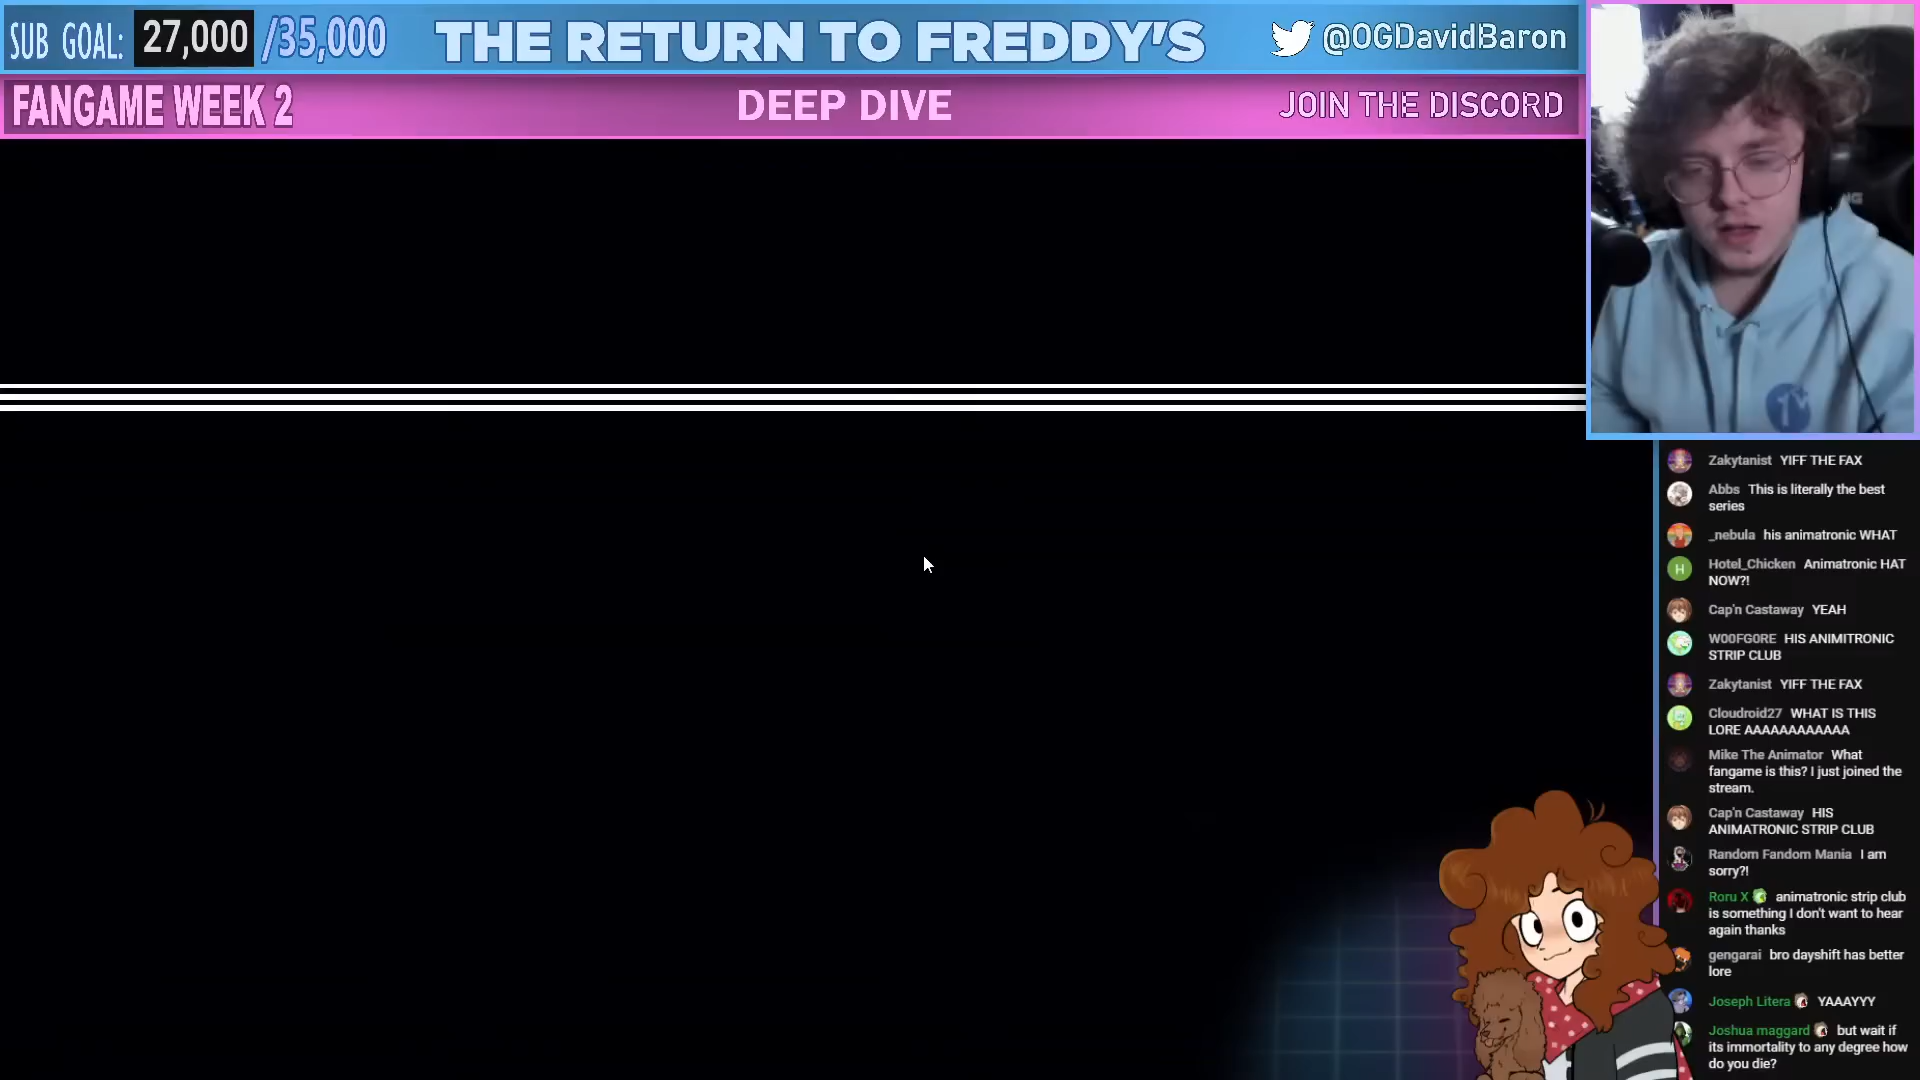 SUB GOAL: 27,000 /35,000
THE RETURN TO FREDDY'S
@OGDavidBaron
FANGAME WEEK 2
DEEP DIVE
JOIN THE DISCORD
Zakytanist YIFF THE FAX
Abbs This is literally the best
series
_nebula his animatronic WHAT
H
Hotel_Chicken Animatronic HAT
NOW?!
Cap'n Castaway YEAH
W00FG0RE HIS ANIMITRONIC
STRIP CLUB
Zakytanist YIFF THE FAX
Cloudroid27 WHAT IS THIS
LORE AAAAAAAAAAAA
Mike The Animator What
fangame is this? I just joined the
stream.
Cap'n Castaway HIS
ANIMATRONIC STRIP CLUB
Random Fandom Mania I am
sorry?!
Roru X animatronic strip club
is something I don't want to hear
again thanks
gengarai bro dayshift has better
lore
Joseph Litera YAAAYYY
Joshua maggard but wait if
its immortality to any degree how
do you die?